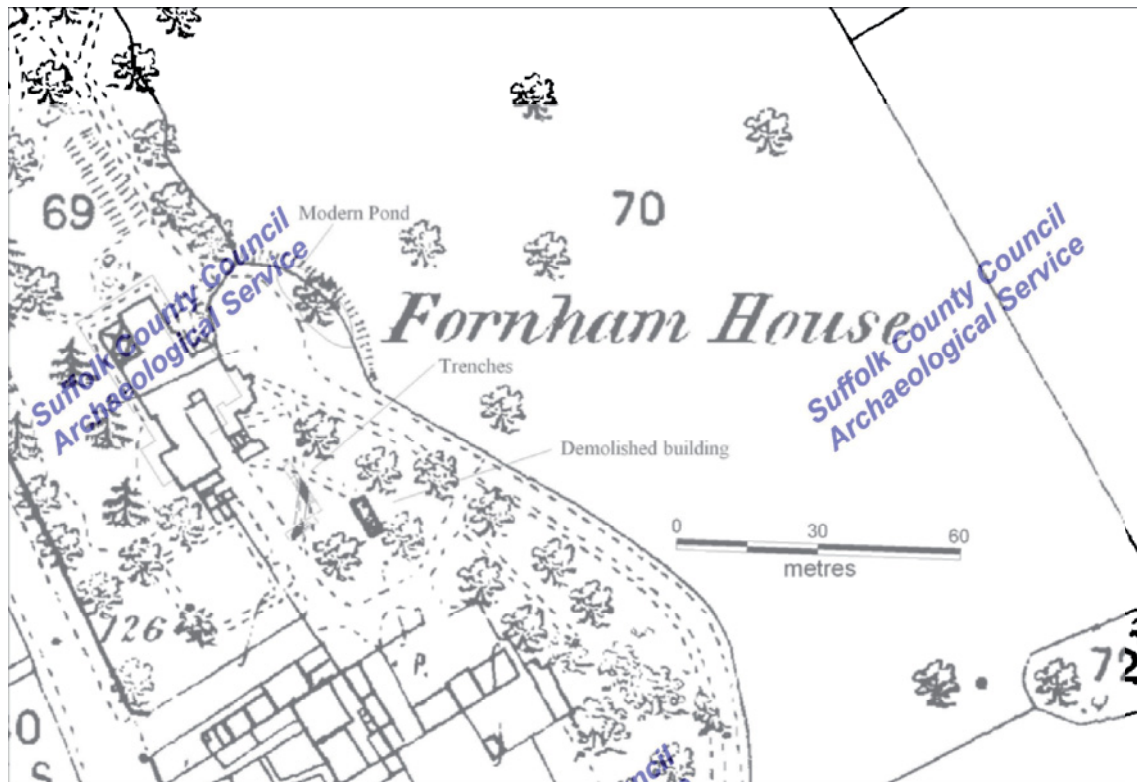 69
Modern Pond
70
Suffolk County Council
Archaeological Service
Fornham House
Suffolk County Council
Archaeological Service
Trenches
Demolished building
0 30 60
metres
126
P.
72
0
S